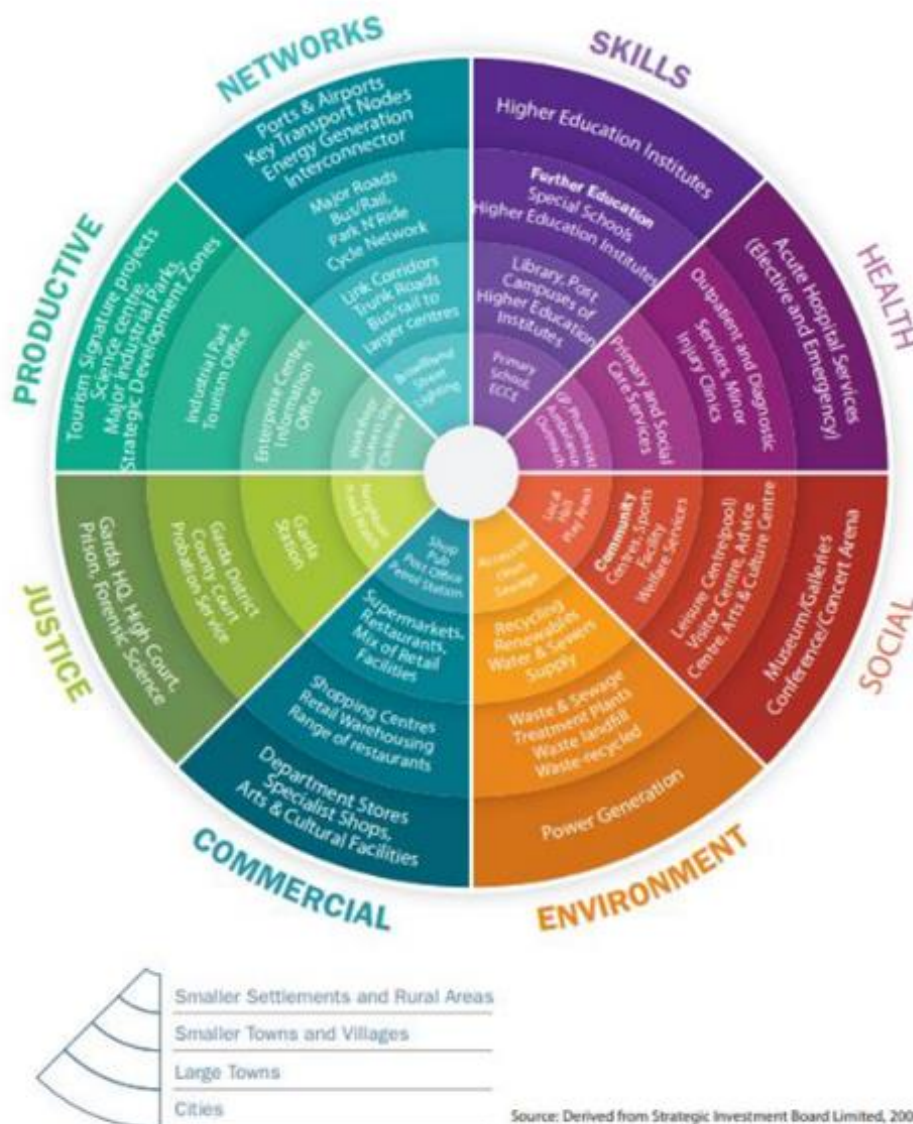 NETWORKS
Ports & Airports
Key Transport Nodes
Energy Generation
Interconnector
Major Roads
Bus/Rail,
Park N'Ride
Cycle Network
Link Corridors
Trunk Roads
Bus/rail to
larger centres
Broadband
Street
Lighting
SKILLS
Higher Education Institutes
Further Education
Special Schools
Higher Education Institutes
Library, Post
Campuses of
Higher Education
Institutes
Primary
School,
ECCE
HEALTH
Acute Hospital Services
(Elective and Emergency)
Outpatient and Diagnostic
Services, Minor
Injury Clinics
Primary and Social
Care Services
GP, Pharmacist
Ambulance
Outreach
SOCIAL
Museum/Galleries
Conference/Concert Arena
Leisure Centre(pool)
Visitor Centre, Advice
Centre, Arts & Culture Centre
Community
Centres, Sports
Facility
Welfare Services
Local
Hall
Play Areas
ENVIRONMENT
Power Generation
Waste & Sewage
Treatment Plants
Waste landfill
Waste-recycled
Recycling
Renewables
Water & Sewers
Supply
Sewage
COMMERCIAL
Department Stores
Specialist Shops,
Arts & Cultural Facilities
Shopping Centres
Retail Warehousing
Range of restaurants
Supermarkets,
Restaurants,
Mix of Retail
Facilities
Shop
Pub
Post Office
Petrol Station
JUSTICE
Garda HQ, High Court,
Prison, Forensic Science
Garda District
County Court
Probation Service
Garda
Station
PRODUCTIVE
Tourism Signature projects
Science centre,
Major Industrial Parks,
Strategic Development Zones
Industrial Park
Tourism Office
Enterprise Centre,
Information
Office
Smaller Settlements and Rural Areas
Smaller Towns and Villages
Large Towns
Cities
Source: Derived from Strategic Investment Board Limited, 200